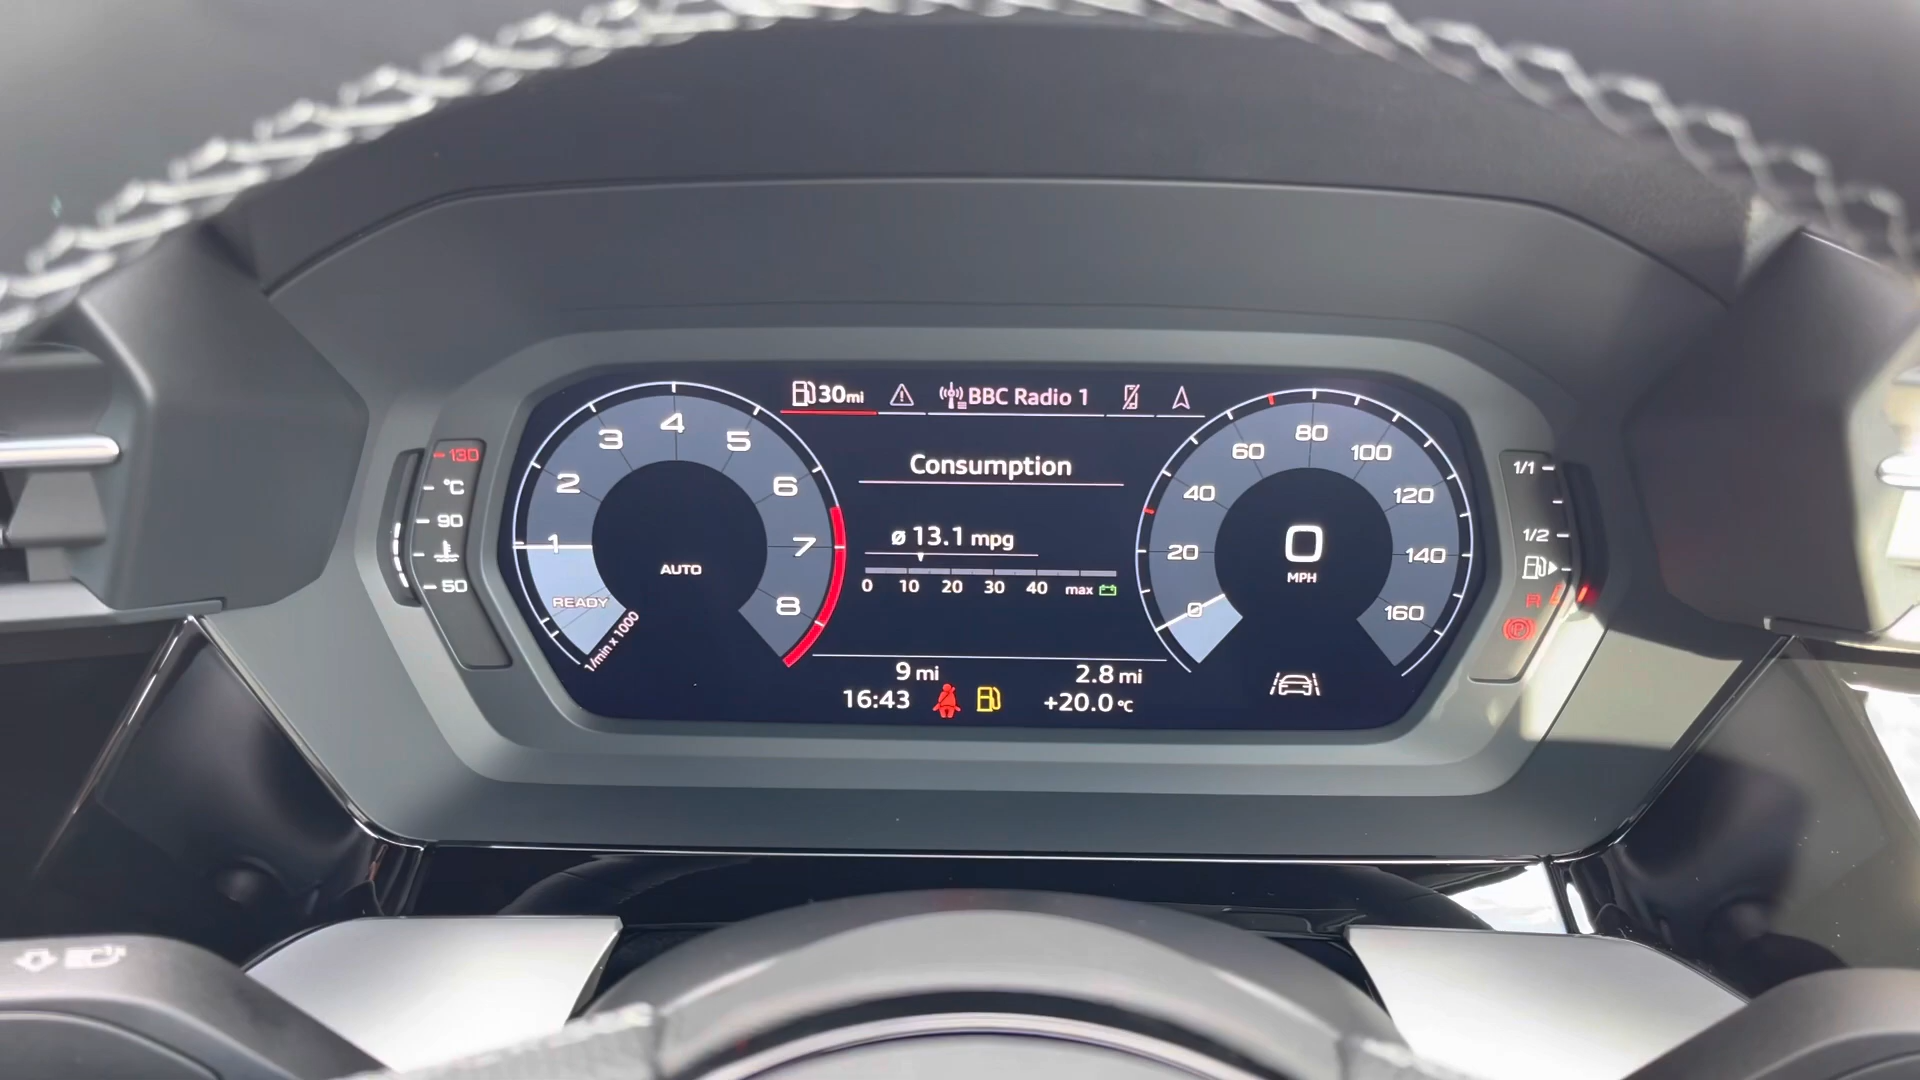 30mi
BBC Radio 1
Consumption
ø 13.1 mpg
0 10 20 30 40 max
9 mi
2.8 mi
16:43
+20.0 °C
1 2 3 4 5 6 7 8
AUTO
READY
1/min x 1000
0 20 40 60 80 100 120 140 160
0
MPH
130
°C
90
50
1/1
1/2
R
P